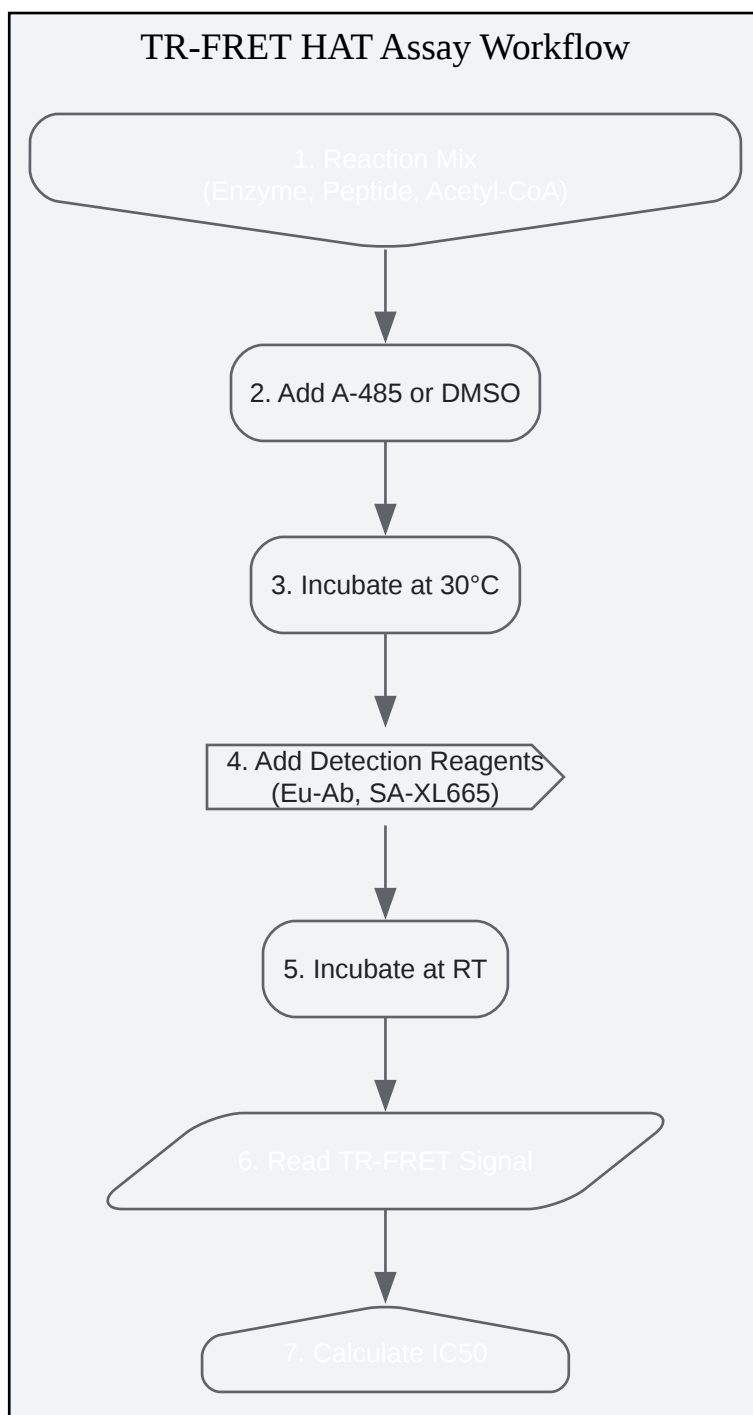 TR-FRET HAT Assay Workflow
1. Reaction Mix
(Enzyme, Peptide, Acetyl-CoA)
2. Add A-485 or DMSO
3. Incubate at 30°C
4. Add Detection Reagents
(Eu-Ab, SA-XL665)
5. Incubate at RT
6. Read TR-FRET Signal
7. Calculate IC50